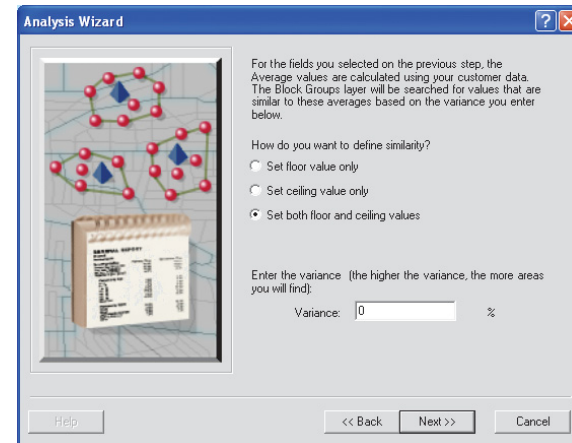 Analysis Wizard
For the fields you selected on the previous step, the
Average values are calculated using your customer data.
The Block Groups layer will be searched for values that are
similar to these averages based on the variance you enter
below.
How do you want to define similarity?
Set floor value only
Set ceiling value only
Set both floor and ceiling values
Enter the variance (the higher the variance, the more areas
you will find):
Variance: 0 %
Help << Back Next >> Cancel